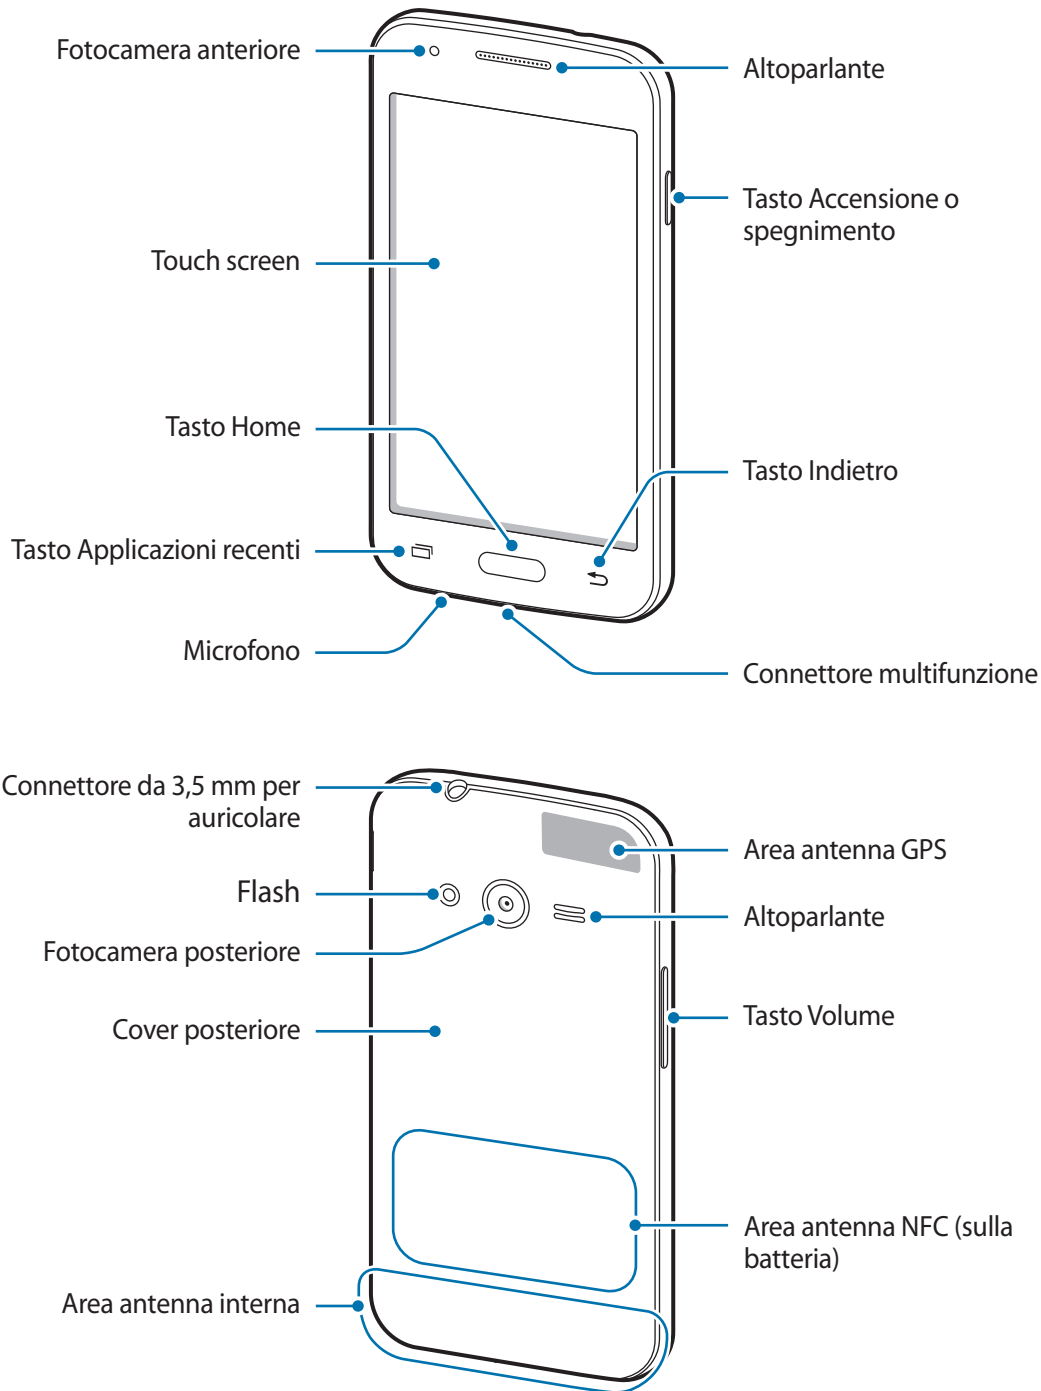 Fotocamera anteriore
Altoparlante
Tasto Accensione o
spegnimento
Touch screen
Tasto Home
Tasto Indietro
Tasto Applicazioni recenti
Microfono
Connettore multifunzione
Connettore da 3,5 mm per
auricolare
Area antenna GPS
Flash
Altoparlante
Fotocamera posteriore
Tasto Volume
Cover posteriore
Area antenna NFC (sulla
batteria)
Area antenna interna